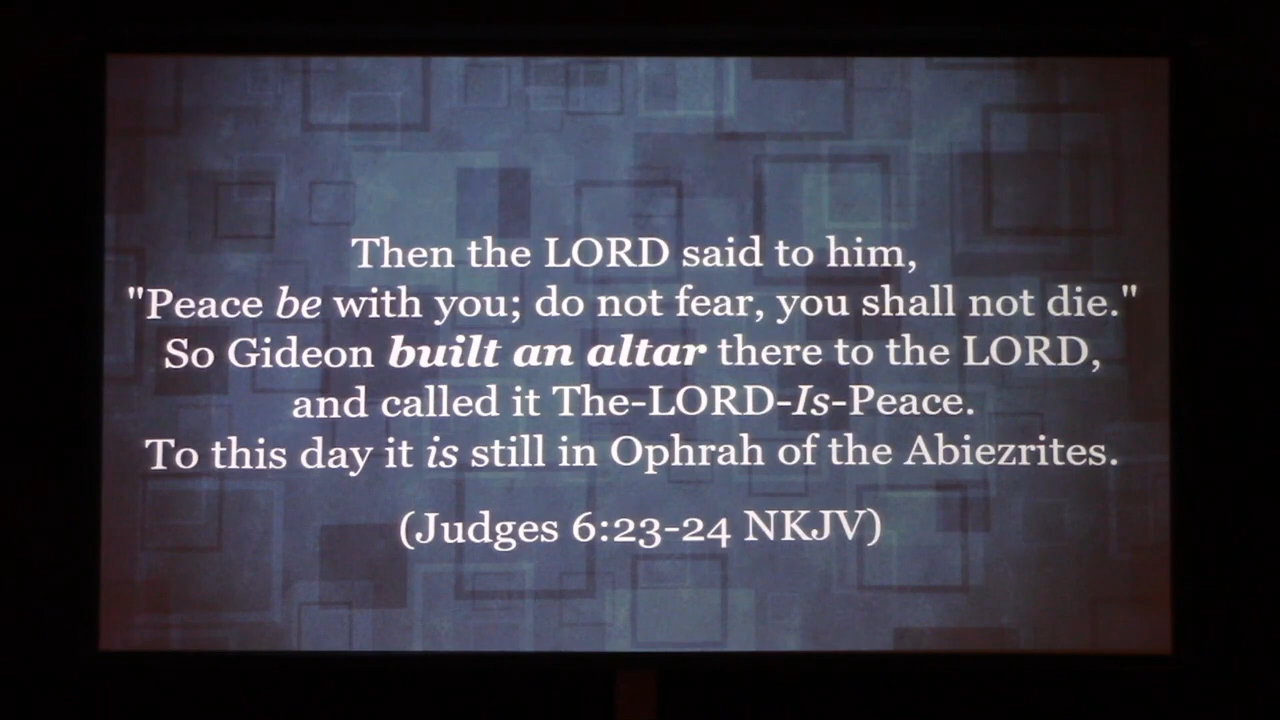 Then the LORD said to him,
"Peace be with you; do not fear, you shall not die."
So Gideon built an altar there to the LORD,
and called it The-LORD-Is-Peace.
To this day it is still in Ophrah of the Abiezrites.
(Judges 6:23-24 NKJV)